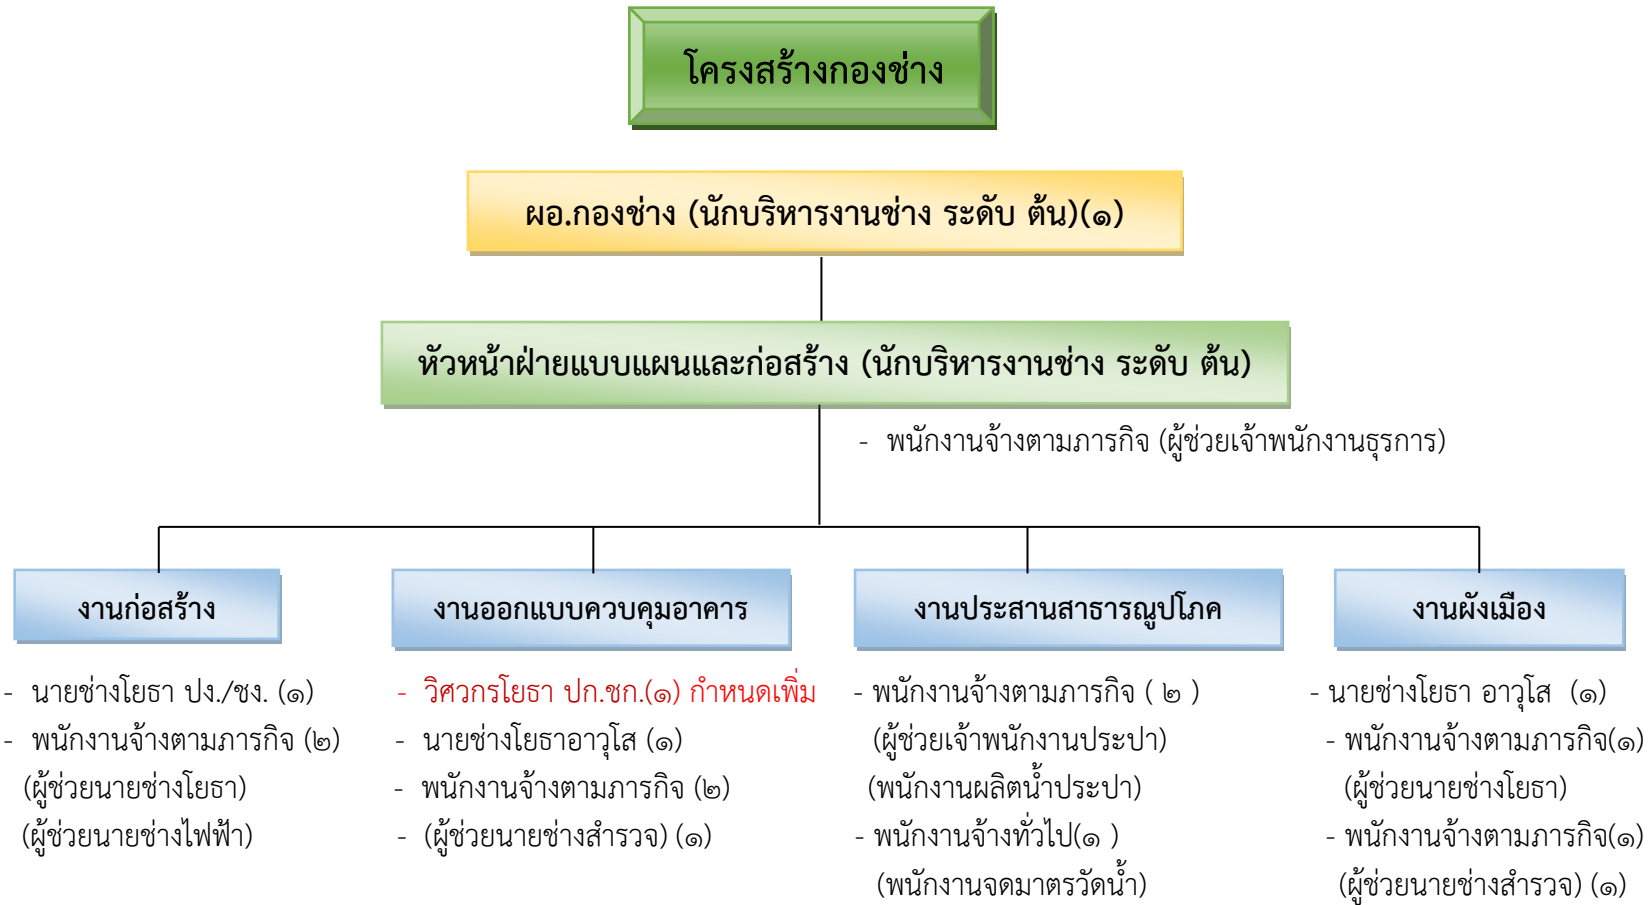 โครงสร้างกองช่าง
ผอ.กองช่าง (นักบริหารงานช่าง ระดับ ต้น)(๑)
หัวหน้าฝ่ายแบบแผนและก่อสร้าง (นักบริหารงานช่าง ระดับ ต้น)
- พนักงานจ้างตามภารกิจ (ผู้ช่วยเจ้าพนักงานธุรการ)
งานก่อสร้าง
- นายช่างโยธา ปง./ชง. (๑)
- พนักงานจ้างตามภารกิจ (๒)
(ผู้ช่วยนายช่างโยธา)
(ผู้ช่วยนายช่างไฟฟ้า)
งานออกแบบควบคุมอาคาร
- วิศวกรโยธา ปก.ชก.(๑) กำหนดเพิ่ม
- นายช่างโยธาอาวุโส (๑)
- พนักงานจ้างตามภารกิจ (๒)
- (ผู้ช่วยนายช่างสำรวจ) (๑)
งานประสานสาธารณูปโภค
- พนักงานจ้างตามภารกิจ ( ๒ )
(ผู้ช่วยเจ้าพนักงานประปา)
(พนักงานผลิตน้ำประปา)
- พนักงานจ้างทั่วไป(๑ )
(พนักงานจดมาตรวัดน้ำ)
งานผังเมือง
- นายช่างโยธา อาวุโส (๑)
- พนักงานจ้างตามภารกิจ(๑)
(ผู้ช่วยนายช่างโยธา)
- พนักงานจ้างตามภารกิจ(๑)
(ผู้ช่วยนายช่างสำรวจ) (๑)